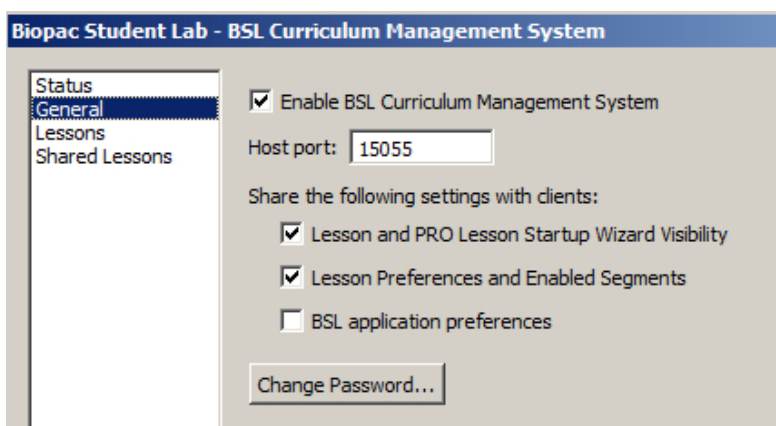 Biopac Student Lab - BSL Curriculum Management System
Status
General
Lessons
Shared Lessons
Enable BSL Curriculum Management System
Host port: 15055
Share the following settings with clients:
Lesson and PRO Lesson Startup Wizard Visibility
Lesson Preferences and Enabled Segments
BSL application preferences
Change Password...